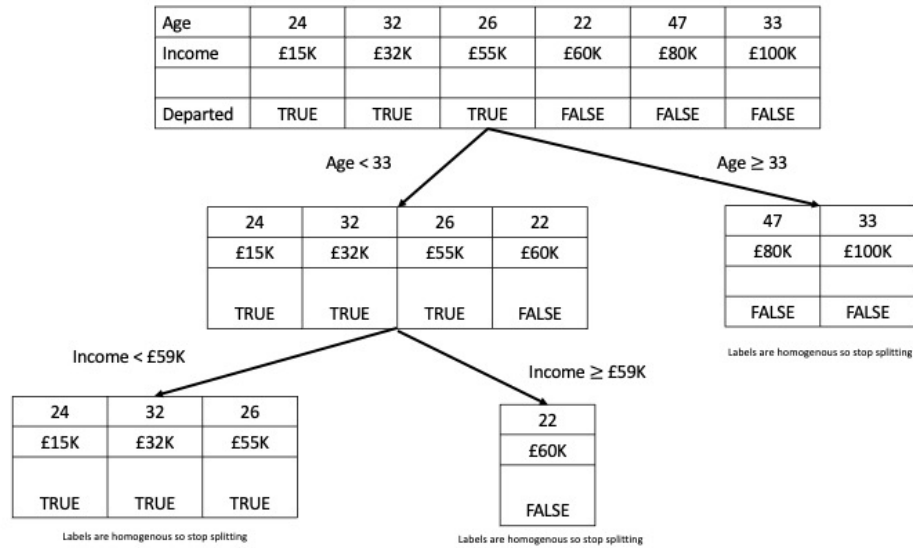 Age 24 32 26 22 47 33
Income £15K £32K £55K £60K £80K £100K
Departed TRUE TRUE TRUE FALSE FALSE FALSE
Age < 33
Age ≥ 33
24 32 26 22
£15K £32K £55K £60K
TRUE TRUE TRUE FALSE
47 33
£80K £100K
FALSE FALSE
Labels are homogenous so stop splitting
Income < £59K
Income ≥ £59K
24 32 26
£15K £32K £55K
TRUE TRUE TRUE
Labels are homogenous so stop splitting
22
£60K
FALSE
Labels are homogenous so stop splitting